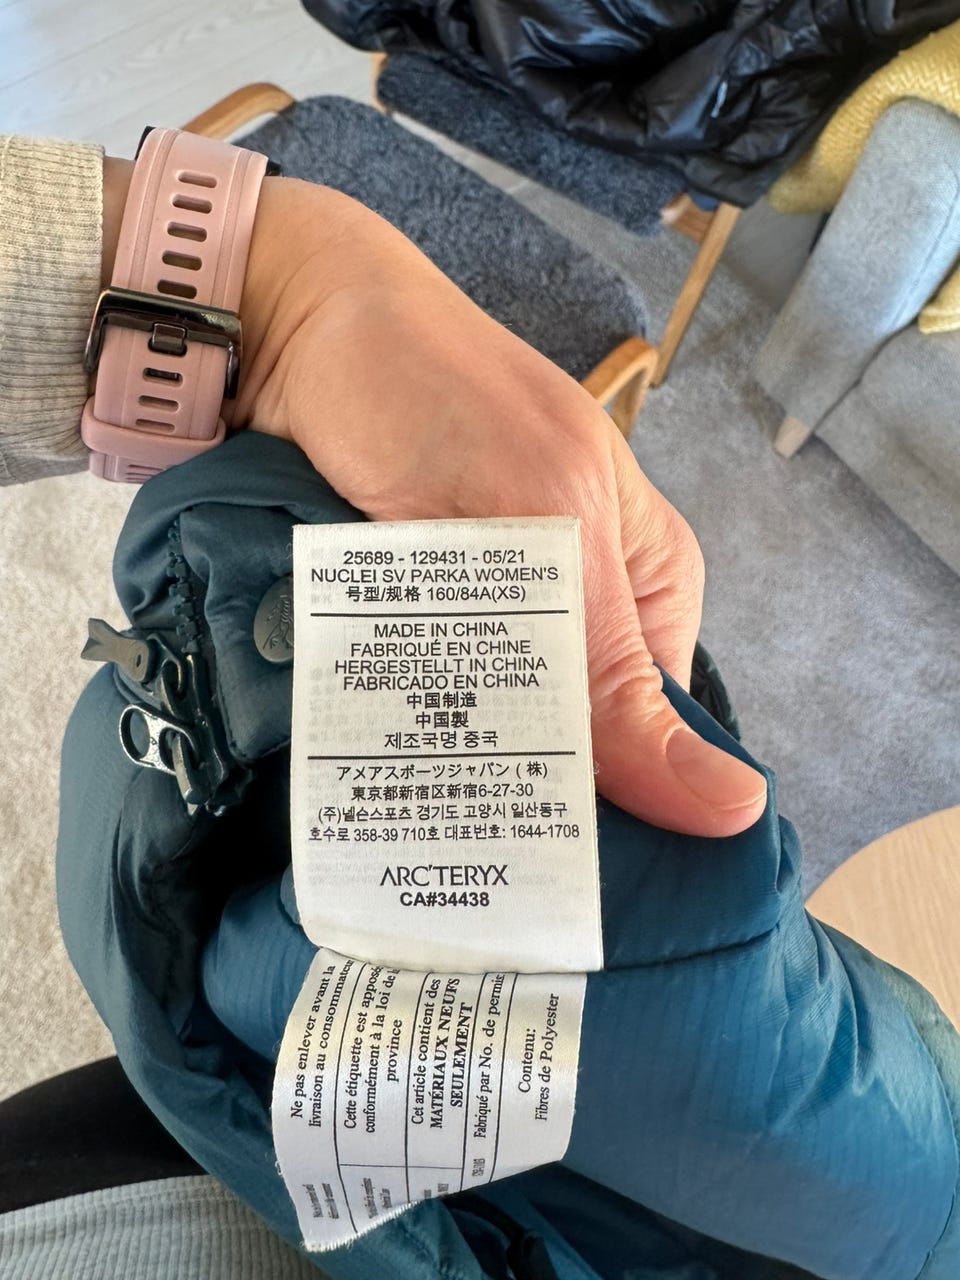 25689 - 129431 - 05/21
NUCLEI SV PARKA WOMEN'S
号型/规格 160/84A(XS)
MADE IN CHINA
FABRIQUÉ EN CHINE
HERGESTELLT IN CHINA
FABRICADO EN CHINA
中国制造
中国製
제조국명 중국
アメアスポーツジャパン ( 株)
東京都新宿区新宿6-27-30
(주)넬슨스포츠 경기도 고양시 일산동구
호수로 358-39 710호 대표번호: 1644-1708
ARC'TERYX
CA#34438
Ne pas enlever avant la
livraison au consommateur
Cette étiquette est apposée
conformément à la loi de la
province
Cet article contient des
MATÉRIAUX NEUFS
SEULEMENT
Fabriqué par No. de permis
Contenu:
Fibres de Polyester